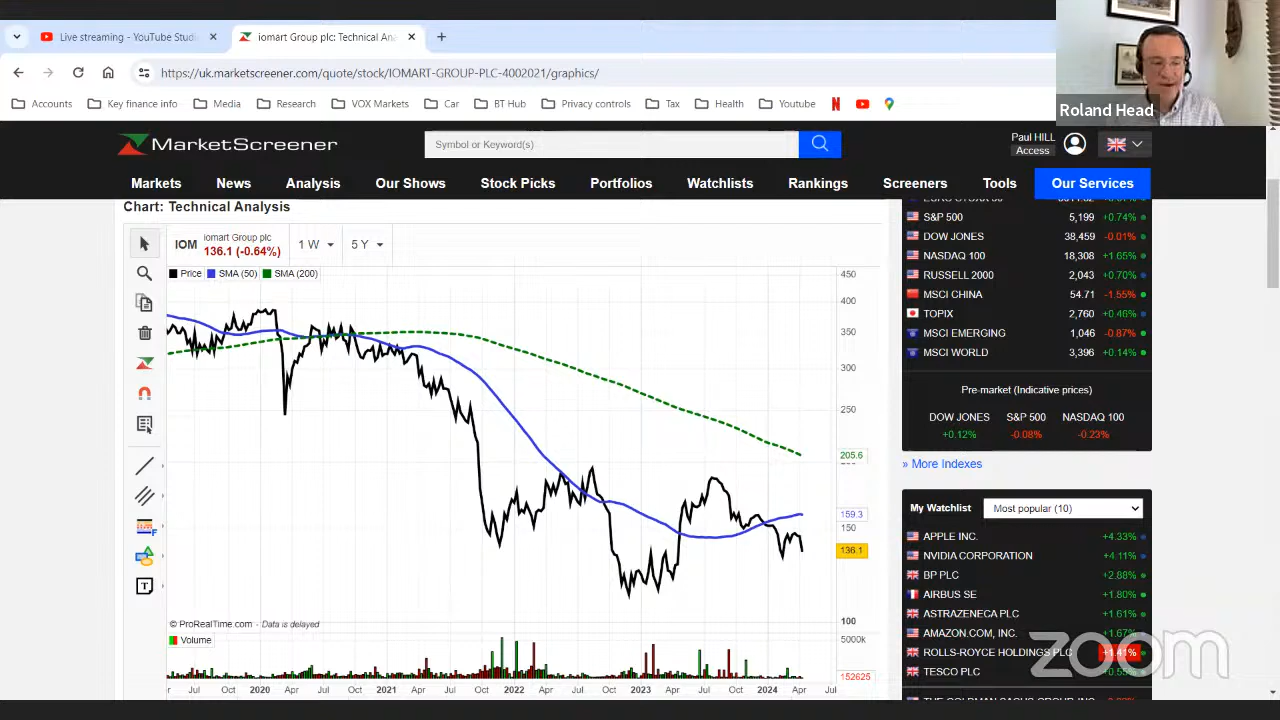 Live streaming - YouTube Studi
iomart Group plc: Technical Ana
https://uk.marketscreener.com/quote/stock/IOMART-GROUP-PLC-4002021/graphics/
Accounts Key finance info Media Research VOX Markets Car BT Hub Privacy controls Tax Health Youtube
Roland Head
MarketScreener
Symbol or Keyword(s)
Paul HILL
Access
Markets News Analysis Our Shows Stock Picks Portfolios Watchlists Rankings Screeners Tools Our Services
Chart: Technical Analysis
IOM iomart Group plc
136.1 (-0.64%)
1 W 5 Y
Price SMA (50) SMA (200)
450
400
350
300
250
205.6
159.3
150
136.1
100
© ProRealTime.com - Data is delayed
Volume
5000k
152625
r Jul Oct 2020 Apr Jul Oct 2021 Apr Jul Oct 2022 Apr Jul Oct 2023 Apr Jul Oct 2024 Apr Jul
S&P 500 5,199 +0.74%
DOW JONES 38,459 -0.01%
NASDAQ 100 18,308 +1.65%
RUSSELL 2000 2,043 +0.70%
MSCI CHINA 54.71 -1.55%
TOPIX 2,760 +0.46%
MSCI EMERGING 1,046 -0.87%
MSCI WORLD 3,396 +0.14%
Pre-market (Indicative prices)
DOW JONES S&P 500 NASDAQ 100
+0.12% -0.08% -0.23%
» More Indexes
My Watchlist Most popular (10)
APPLE INC. +4.33%
NVIDIA CORPORATION +4.11%
BP PLC +2.88%
AIRBUS SE +1.80%
ASTRAZENECA PLC +1.61%
AMAZON.COM, INC. +1.67%
ROLLS-ROYCE HOLDINGS PLC +1.41%
TESCO PLC +0.55%
zoom